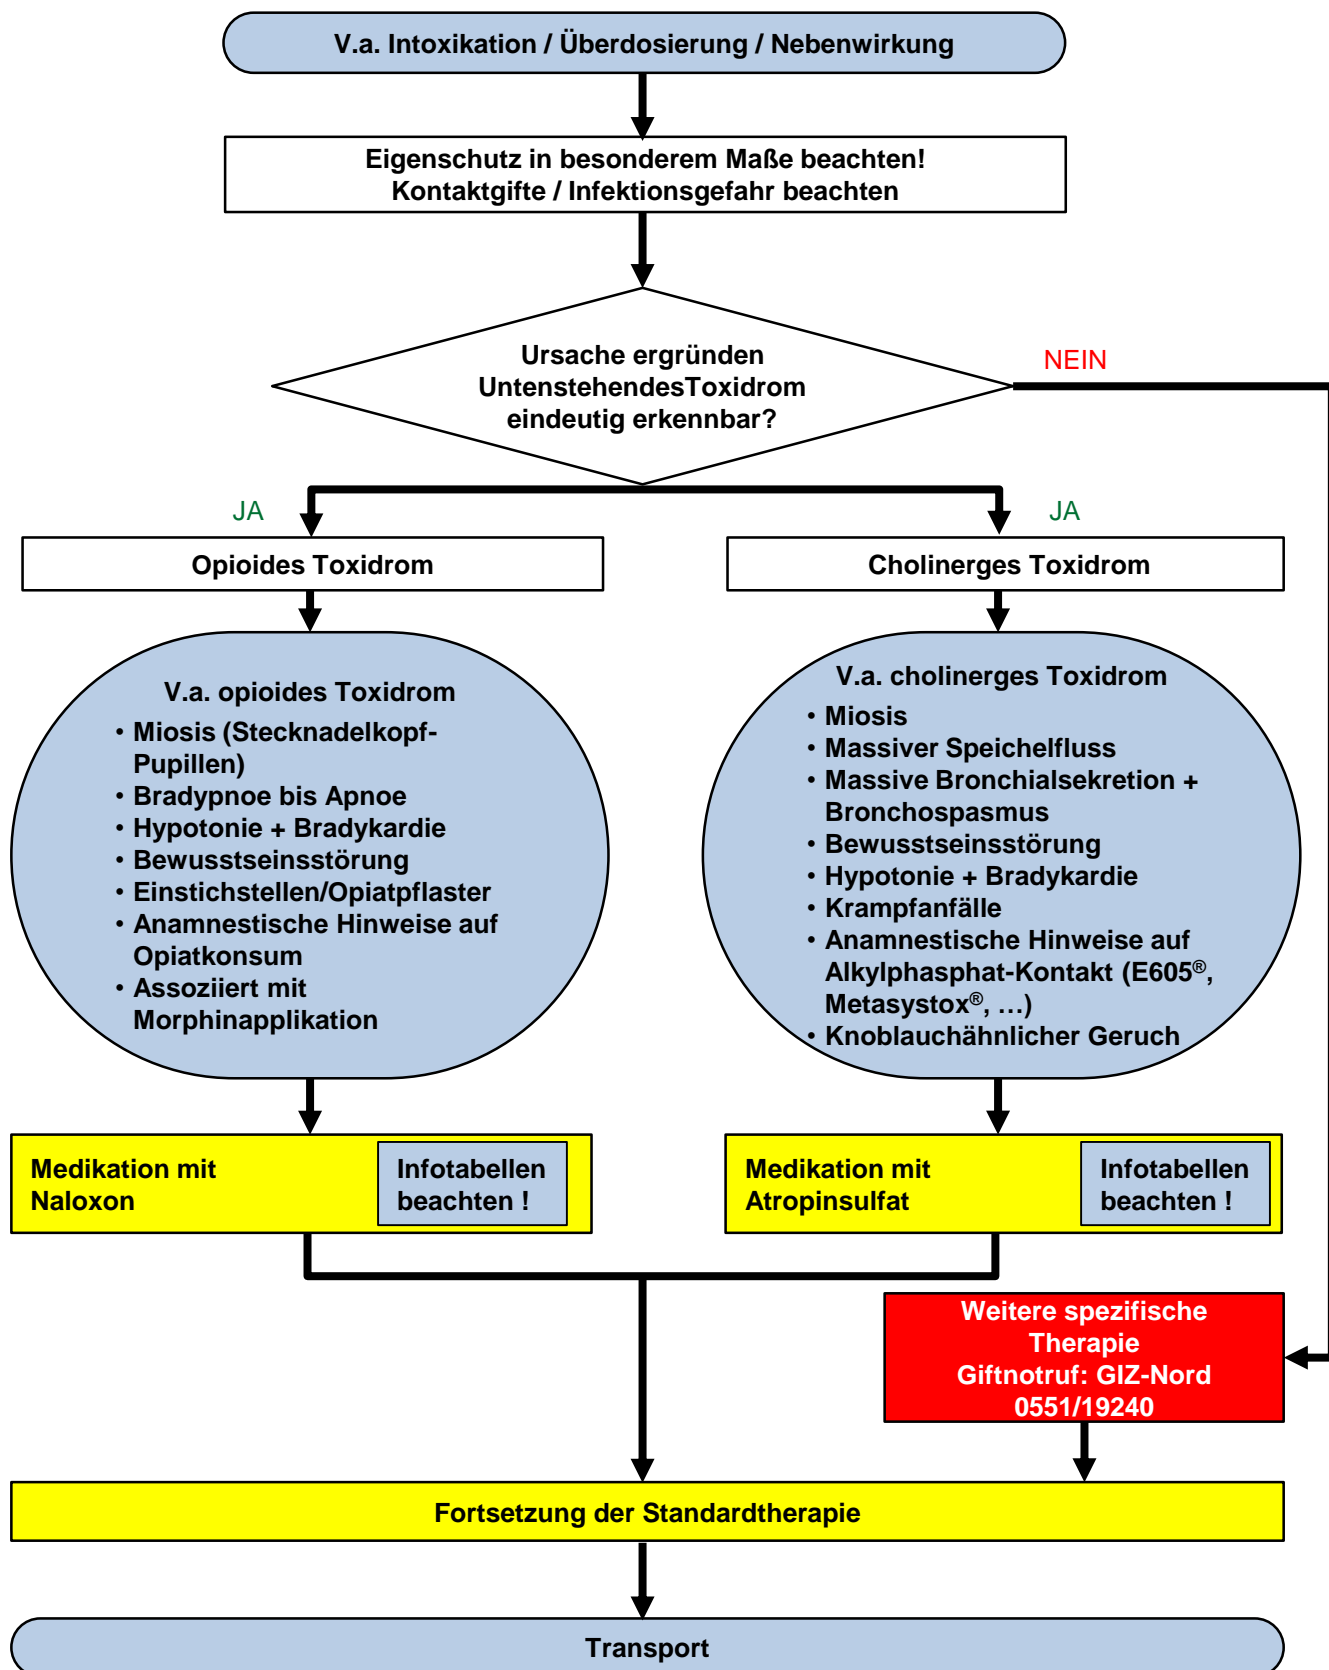 V.a. Intoxikation / Überdosierung / Nebenwirkung
Eigenschutz in besonderem Maße beachten!
Kontaktgifte / Infektionsgefahr beachten
Ursache ergründen
UntenstehendesToxidrom
eindeutig erkennbar?
NEIN
JA
JA
Opioides Toxidrom
Cholinerges Toxidrom
V.a. opioides Toxidrom
• Miosis (Stecknadelkopf-
Pupillen)
• Bradypnoe bis Apnoe
• Hypotonie + Bradykardie
• Bewusstseinsstörung
• Einstichstellen/Opiatpflaster
• Anamnestische Hinweise auf
Opiatkonsum
• Assoziiert mit
Morphinapplikation
V.a. cholinerges Toxidrom
• Miosis
• Massiver Speichelfluss
• Massive Bronchialsekretion +
Bronchospasmus
• Bewusstseinsstörung
• Hypotonie + Bradykardie
• Krampfanfälle
• Anamnestische Hinweise auf
Alkylphasphat-Kontakt (E605®,
Metasystox®, …)
• Knoblauchähnlicher Geruch
Medikation mit
Naloxon
Infotabellen
beachten !
Medikation mit
Atropinsulfat
Infotabellen
beachten !
Weitere spezifische
Therapie
Giftnotruf: GIZ-Nord
0551/19240
Fortsetzung der Standardtherapie
Transport